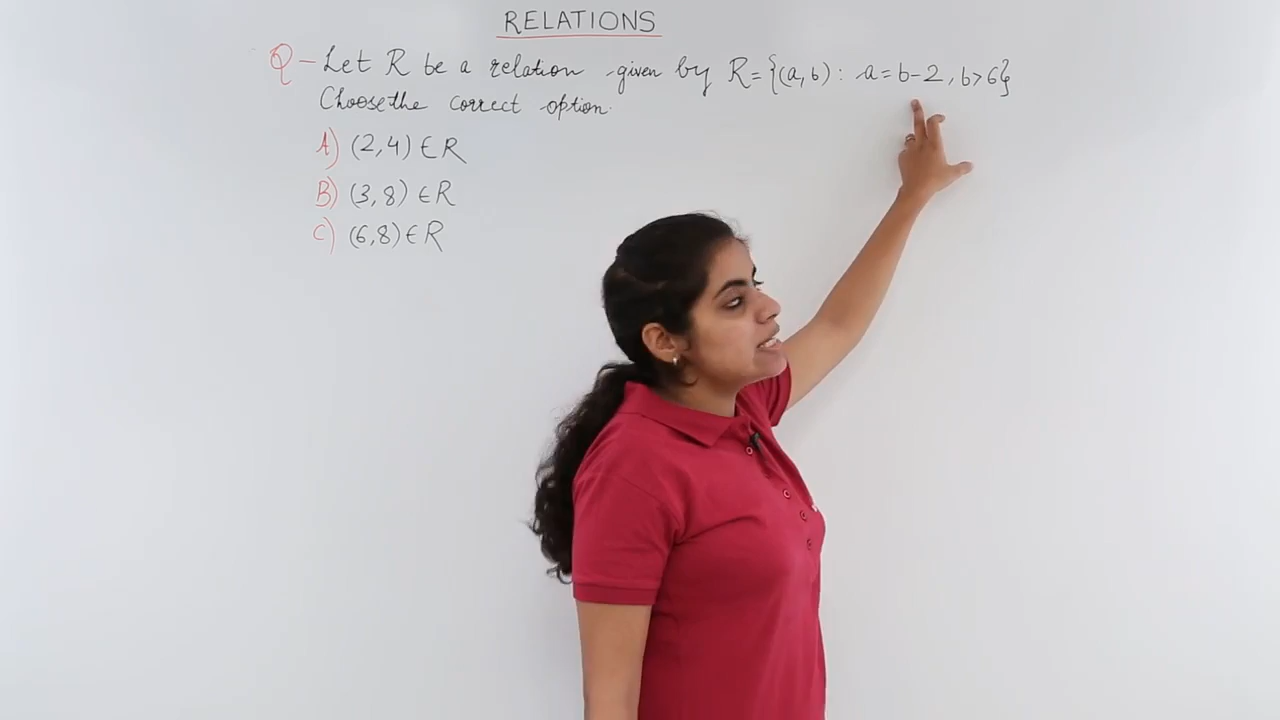 RELATIONS
Q - Let R be a relation given by R = {(a, b) : a = b - 2, b > 6}
Choose the correct option.
A) (2, 4) ∈ R
B) (3, 8) ∈ R
C) (6, 8) ∈ R